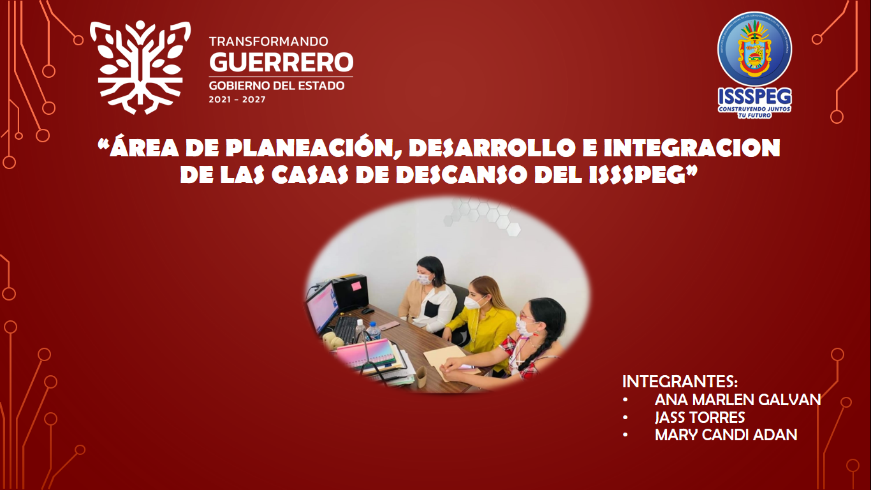 TRANSFORMANDO
GUERRERO
GOBIERNO DEL ESTADO
2021 - 2027
ISSSPEG
CONSTRUYENDO JUNTOS
TU FUTURO
“ÁREA DE PLANEACIÓN, DESARROLLO E INTEGRACION
DE LAS CASAS DE DESCANSO DEL ISSSPEG”
INTEGRANTES:
• ANA MARLEN GALVAN
• JASS TORRES
• MARY CANDI ADAN